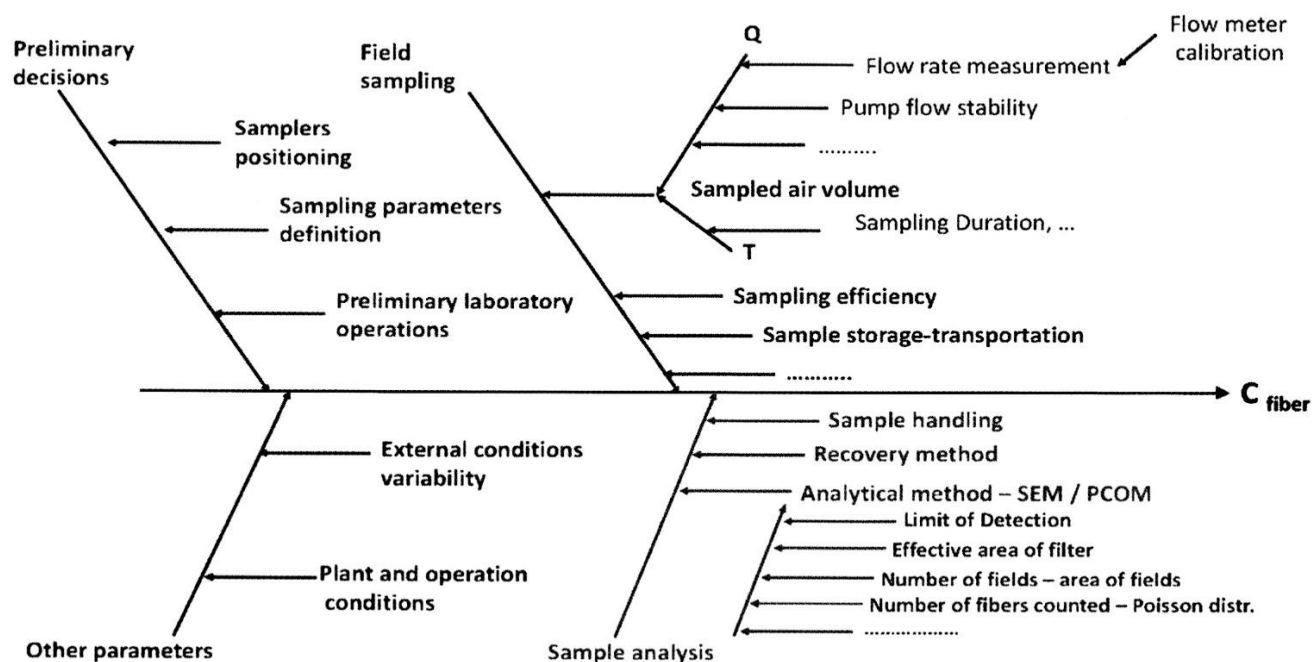 Preliminary
decisions
Samplers
positioning
Sampling parameters
definition
Preliminary laboratory
operations
Field
sampling
Q
Flow rate measurement
Flow meter
calibration
Pump flow stability
..........
Sampled air volume
Sampling Duration, ...
T
Sampling efficiency
Sample storage-transportation
...........
C fiber
External conditions
variability
Plant and operation
conditions
Other parameters
Sample handling
Recovery method
Analytical method – SEM / PCOM
Limit of Detection
Effective area of filter
Number of fields – area of fields
Number of fibers counted – Poisson distr.
..................
Sample analysis